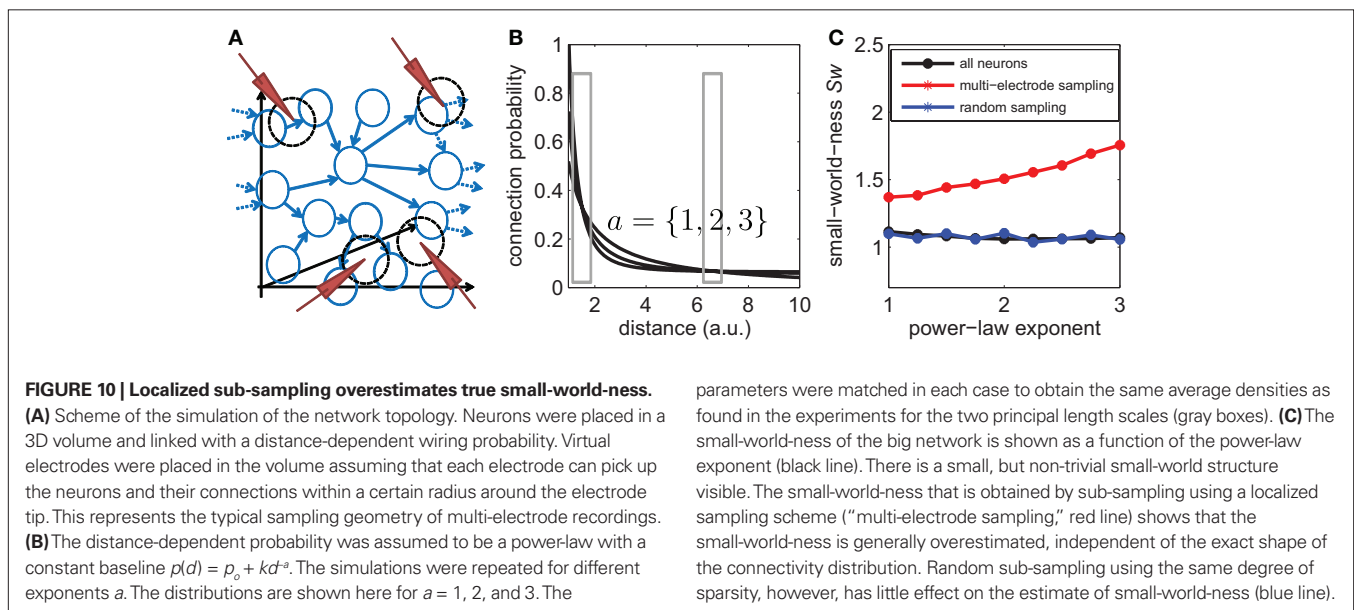 A
B
connection probability
1
0.8
0.6
0.4
0.2
0
a = {1, 2, 3}
2
4
6
8
10
distance (a.u.)
C
small−world−ness Sw
2.5
2
1.5
1
all neurons
multi−electrode sampling
random sampling
1
2
3
power−law exponent
FIGURE 10 | Localized sub-sampling overestimates true small-world-ness.
(A) Scheme of the simulation of the network topology. Neurons were placed in a
3D volume and linked with a distance-dependent wiring probability. Virtual
electrodes were placed in the volume assuming that each electrode can pick up
the neurons and their connections within a certain radius around the electrode
tip. This represents the typical sampling geometry of multi-electrode recordings.
(B) The distance-dependent probability was assumed to be a power-law with a
constant baseline p(d) = pₒ + kd⁻ᵃ. The simulations were repeated for different
exponents a. The distributions are shown here for a = 1, 2, and 3. The
parameters were matched in each case to obtain the same average densities as
found in the experiments for the two principal length scales (gray boxes). (C) The
small-world-ness of the big network is shown as a function of the power-law
exponent (black line). There is a small, but non-trivial small-world structure
visible. The small-world-ness that is obtained by sub-sampling using a localized
sampling scheme (“multi-electrode sampling,” red line) shows that the
small-world-ness is generally overestimated, independent of the exact shape of
the connectivity distribution. Random sub-sampling using the same degree of
sparsity, however, has little effect on the estimate of small-world-ness (blue line).